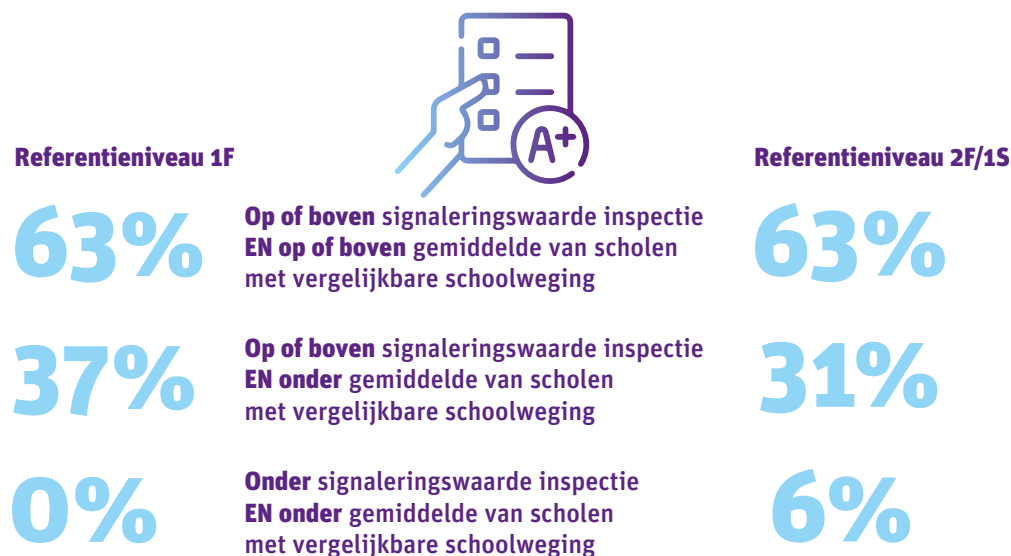 A+
Referentieniveau 1F
Referentieniveau 2F/1S
63%
Op of boven signaleringswaarde inspectie
EN op of boven gemiddelde van scholen
met vergelijkbare schoolweging
63%
37%
Op of boven signaleringswaarde inspectie
EN onder gemiddelde van scholen
met vergelijkbare schoolweging
31%
0%
Onder signaleringswaarde inspectie
EN onder gemiddelde van scholen
met vergelijkbare schoolweging
6%